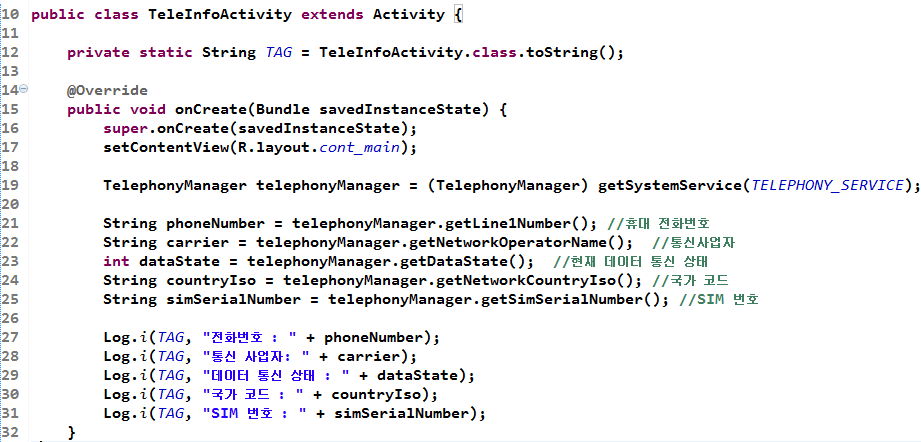 10 public class TeleInfoActivity extends Activity {
11
12     private static String TAG = TeleInfoActivity.class.toString();
13
14     @Override
15     public void onCreate(Bundle savedInstanceState) {
16         super.onCreate(savedInstanceState);
17         setContentView(R.layout.cont_main);
18
19         TelephonyManager telephonyManager = (TelephonyManager) getSystemService(TELEPHONY_SERVICE);
20
21         String phoneNumber = telephonyManager.getLine1Number(); //휴대 전화번호
22         String carrier = telephonyManager.getNetworkOperatorName();  //통신사업자
23         int dataState = telephonyManager.getDataState();  //현재 데이터 통신 상태
24         String countryIso = telephonyManager.getNetworkCountryIso(); //국가 코드
25         String simSerialNumber = telephonyManager.getSimSerialNumber(); //SIM 번호
26
27         Log.i(TAG, "전화번호 : " + phoneNumber);
28         Log.i(TAG, "통신 사업자: " + carrier);
29         Log.i(TAG, "데이터 통신 상태 : " + dataState);
30         Log.i(TAG, "국가 코드 : " + countryIso);
31         Log.i(TAG, "SIM 번호 : " + simSerialNumber);
32     }